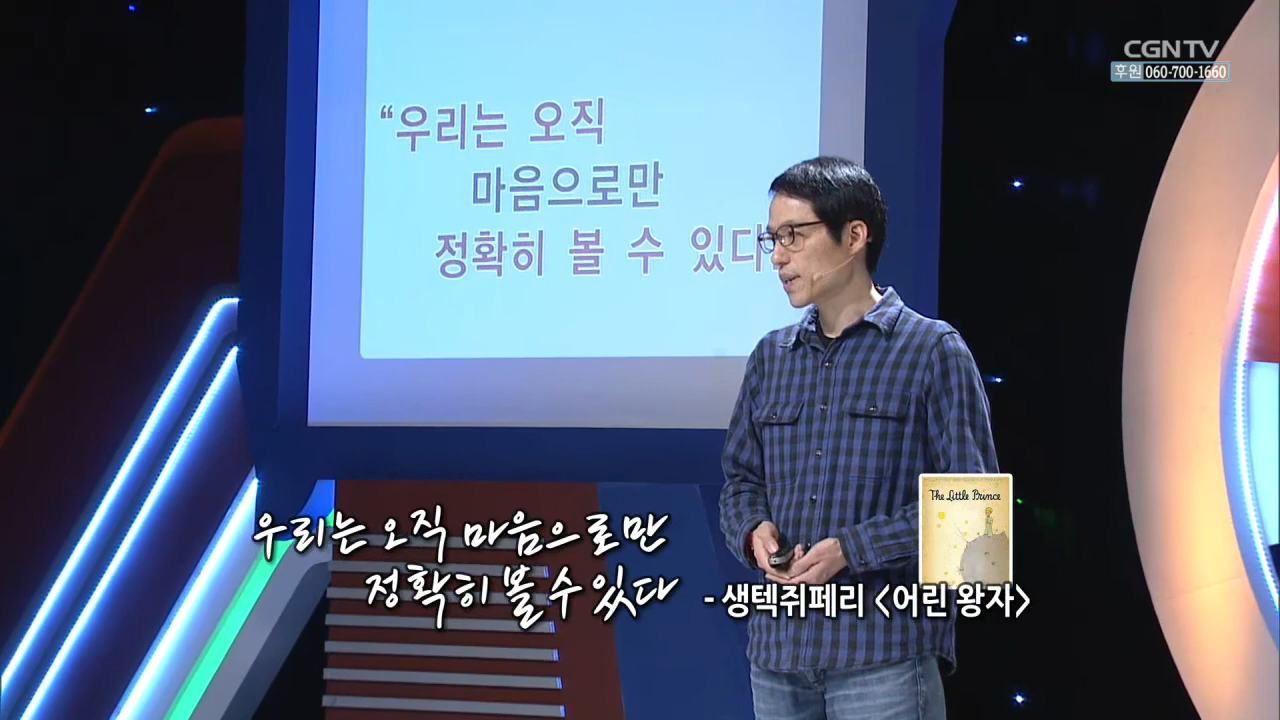 CGNTV
후원 060-700-1660
“우리는 오직
마음으로만
정확히 볼 수 있다
The Little Prince
우리는 오직 마음으로만
정확히 볼 수 있다
- 생텍쥐페리 <어린 왕자>